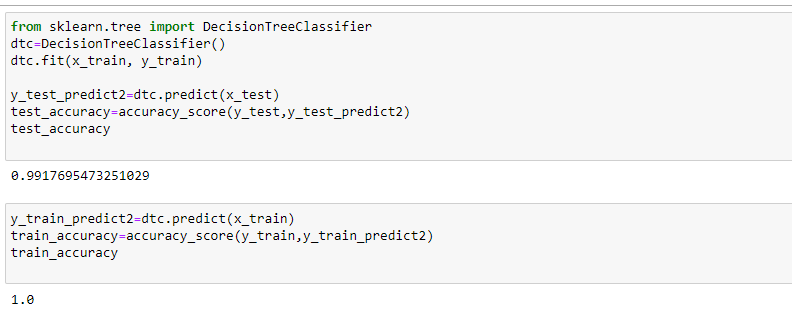 from sklearn.tree import DecisionTreeClassifier
dtc=DecisionTreeClassifier()
dtc.fit(x_train, y_train)
y_test_predict2=dtc.predict(x_test)
test_accuracy=accuracy_score(y_test,y_test_predict2)
test_accuracy
0.9917695473251029
y_train_predict2=dtc.predict(x_train)
train_accuracy=accuracy_score(y_train,y_train_predict2)
train_accuracy
1.0